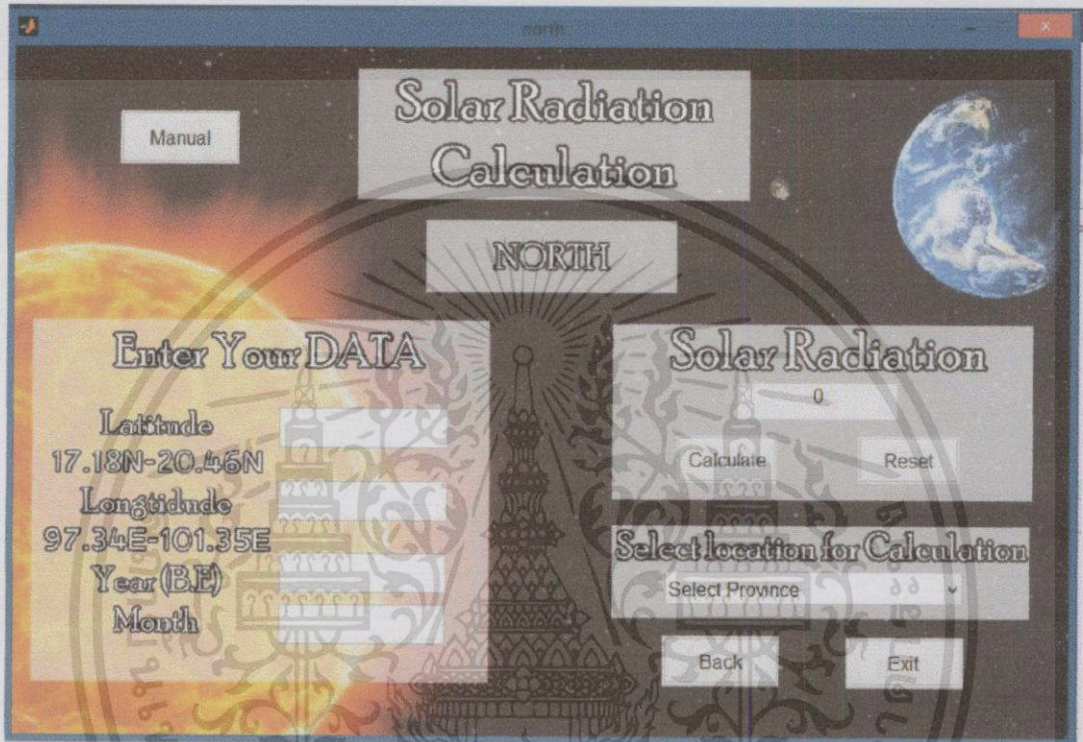 north
Manual
Solar Radiation
Calculation
NORTH
Enter Your DATA
Latitude
17.18N-20.46N
Longtidude
97.34E-101.35E
Year (B.E)
Month
Solar Radiation
0
Calculate
Reset
Select location for Calculation
Select Province
Back
Exit